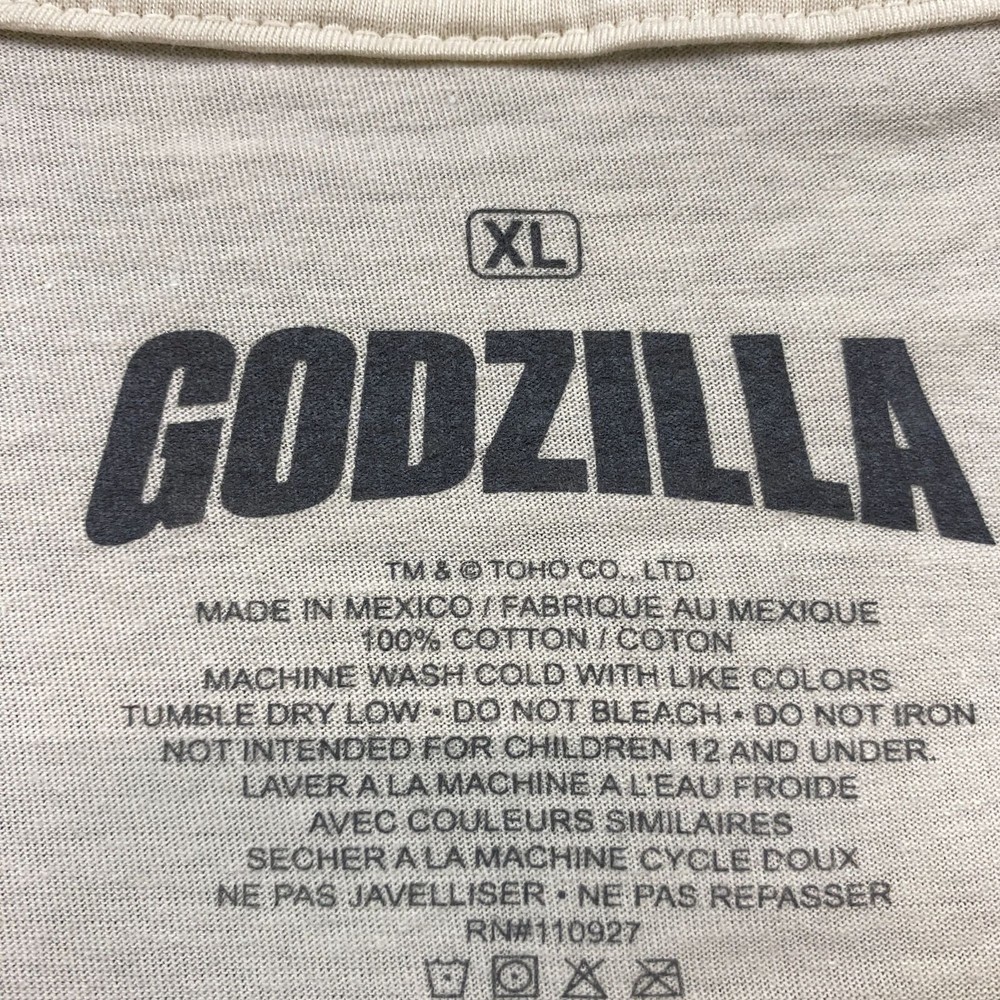 XL
GODZILLA
TM & © TOHO CO., LTD.
MADE IN MEXICO / FABRIQUE AU MEXIQUE
100% COTTON / COTON
MACHINE WASH COLD WITH LIKE COLORS
TUMBLE DRY LOW • DO NOT BLEACH • DO NOT IRON
NOT INTENDED FOR CHILDREN 12 AND UNDER.
LAVER A LA MACHINE A L'EAU FROIDE
AVEC COULEURS SIMILAIRES
SECHER A LA MACHINE CYCLE DOUX
NE PAS JAVELLISER • NE PAS REPASSER
RN#110927